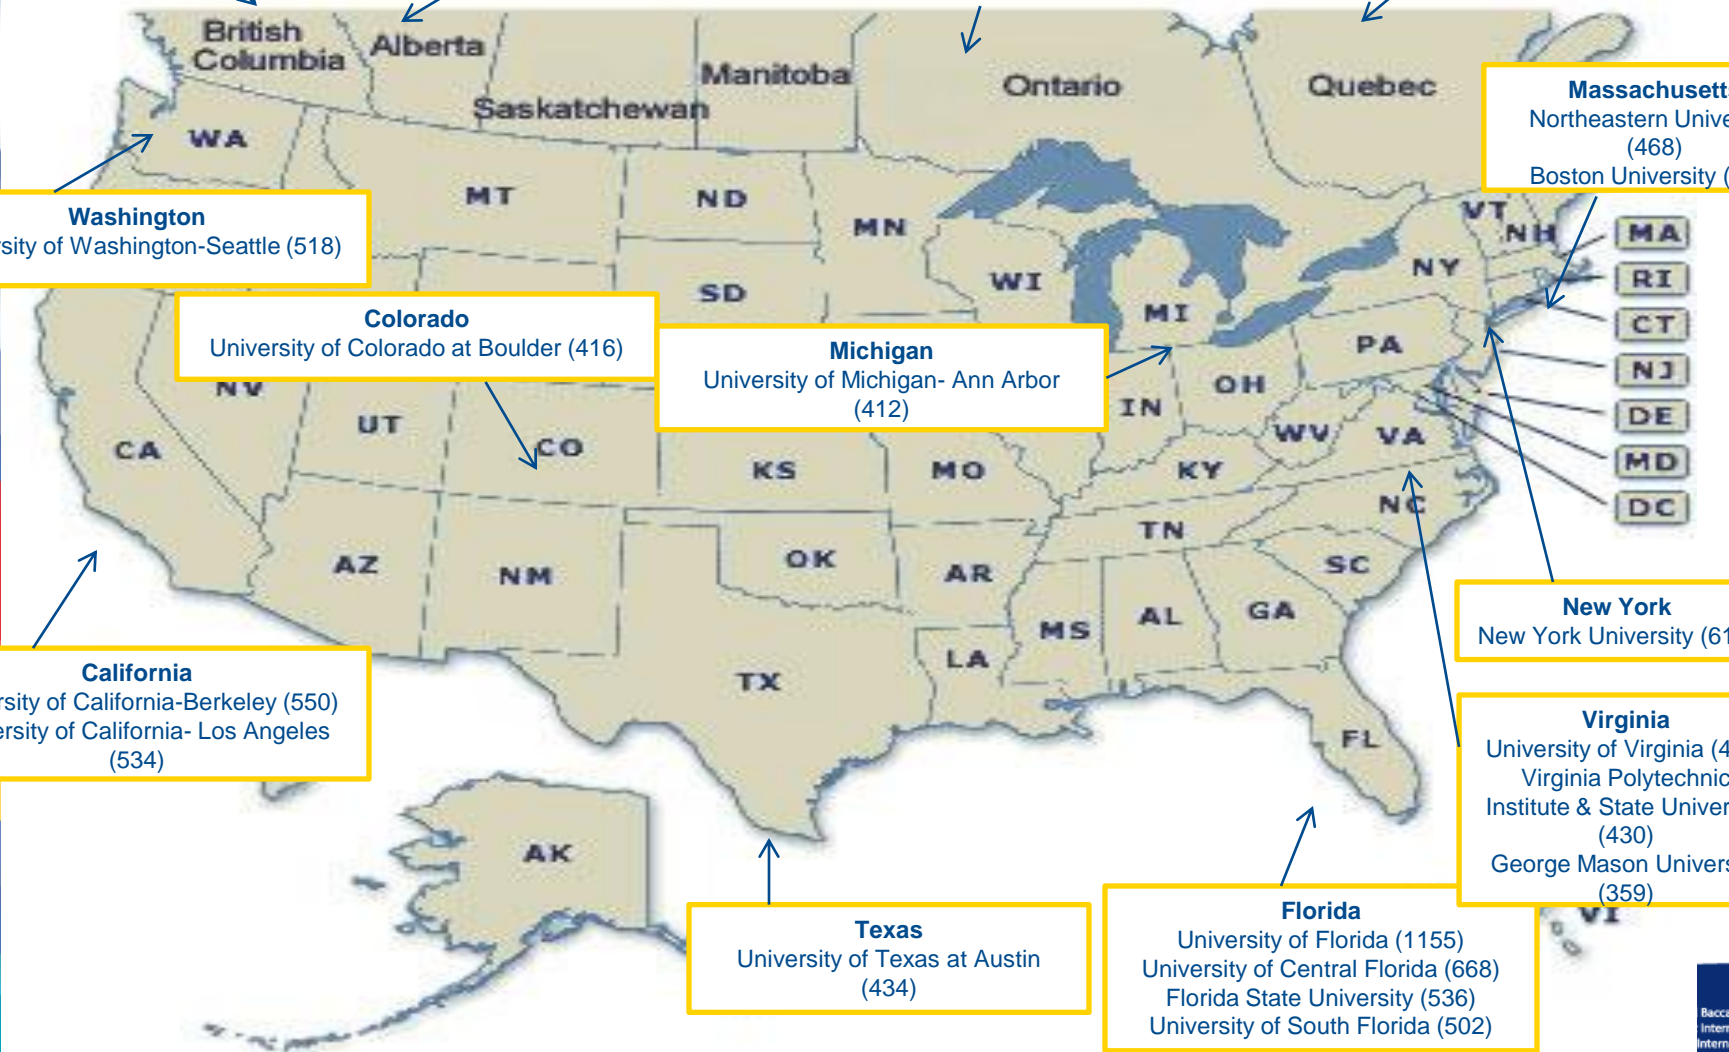 British
Columbia
Alberta
Saskatchewan
Manitoba
Ontario
Quebec
Massachusetts
Northeastern Unive
(468)
Boston University (
WA
MT
ND
MN
VT
NH
MA
Washington
rsity of Washington-Seattle (518)
SD
WI
MI
NY
RI
CT
Colorado
University of Colorado at Boulder (416)
Michigan
University of Michigan- Ann Arbor
(412)
PA
NJ
NV
UT
CO
IN
OH
DE
CA
KS
MO
KY
WV
VA
MD
NC
DC
AZ
NM
OK
AR
TN
SC
MS
AL
GA
New York
New York University (61
California
rsity of California-Berkeley (550)
ersity of California- Los Angeles
(534)
TX
LA
FL
Virginia
University of Virginia (4
Virginia Polytechnic
Institute & State Univer
(430)
George Mason Univers
(359)
AK
VI
Texas
University of Texas at Austin
(434)
Florida
University of Florida (1155)
University of Central Florida (668)
Florida State University (536)
University of South Florida (502)
Bacca
Intern
Intern